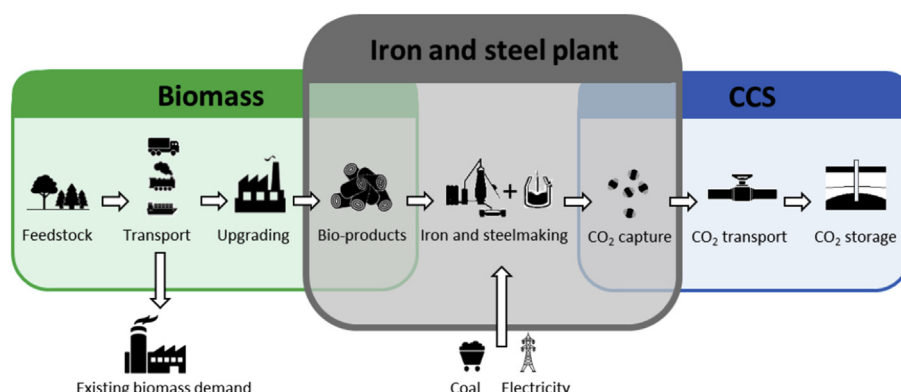 Iron and steel plant
Biomass
CCS
Feedstock
Transport
Upgrading
Bio-products
Iron and steelmaking
CO₂ capture
CO₂ transport
CO₂ storage
Existing biomass demand
Coal
Electricity